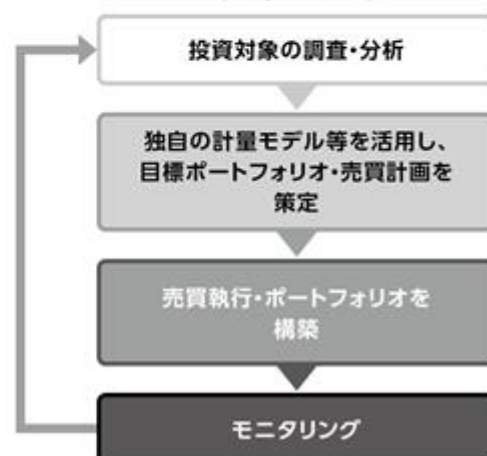 投資対象の調査・分析
独自の計量モデル等を活用し、
目標ポートフォリオ・売買計画を
策定
売買執行・ポートフォリオを
構築
モニタリング